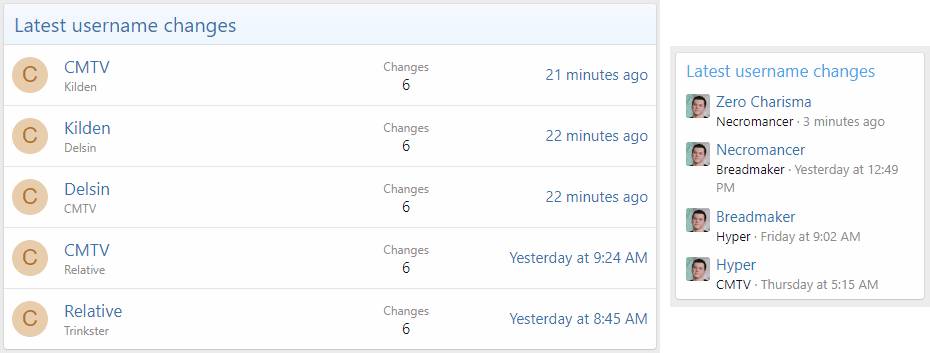 Latest username changes
C
CMTV
Kilden
Changes
6
21 minutes ago
C
Kilden
Delsin
Changes
6
22 minutes ago
C
Delsin
CMTV
Changes
6
22 minutes ago
C
CMTV
Relative
Changes
6
Yesterday at 9:24 AM
C
Relative
Trinkster
Changes
6
Yesterday at 8:45 AM
Latest username changes
Zero Charisma
Necromancer · 3 minutes ago
Necromancer
Breadmaker · Yesterday at 12:49
PM
Breadmaker
Hyper · Friday at 9:02 AM
Hyper
CMTV · Thursday at 5:15 AM